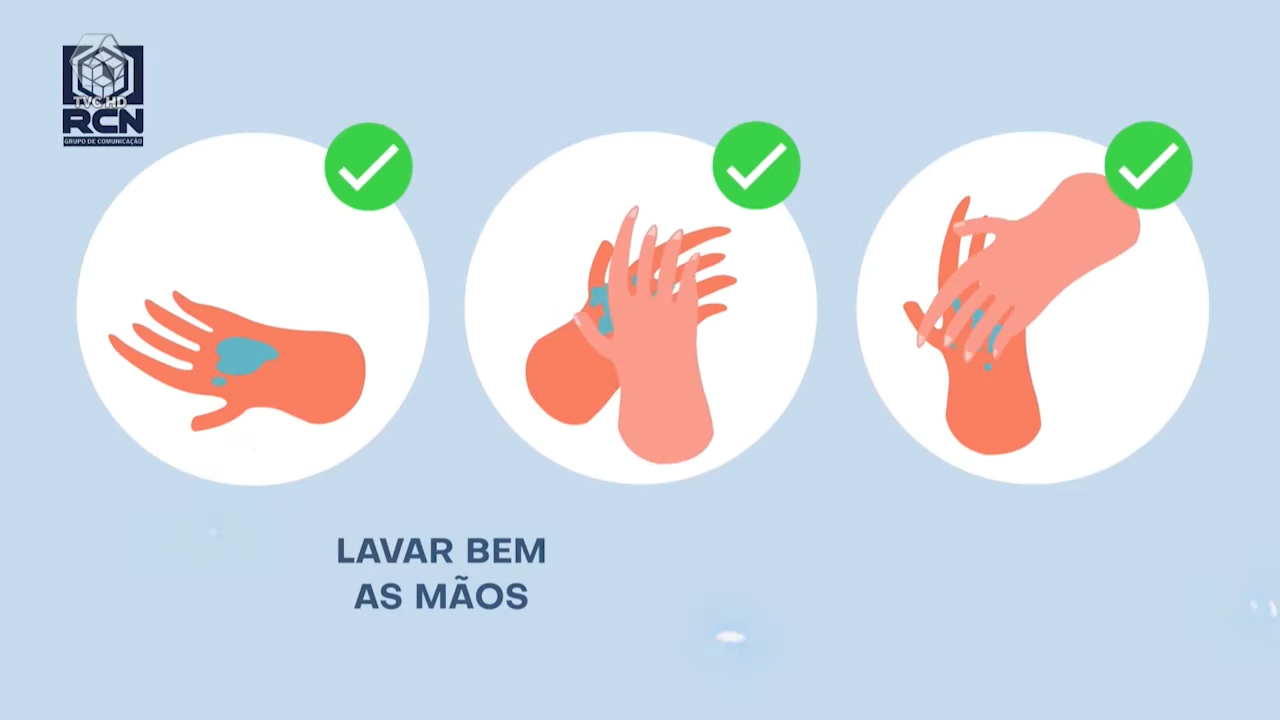 TVC HD
RCN
GRUPO DE COMUNICAÇÃO
LAVAR BEM
AS MÃOS